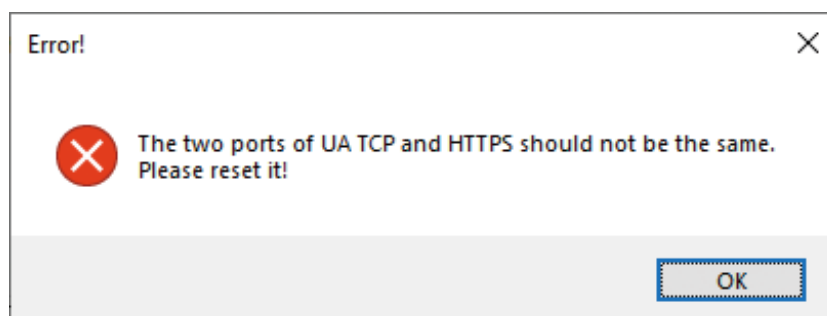 Error!
The two ports of UA TCP and HTTPS should not be the same.
Please reset it!
OK